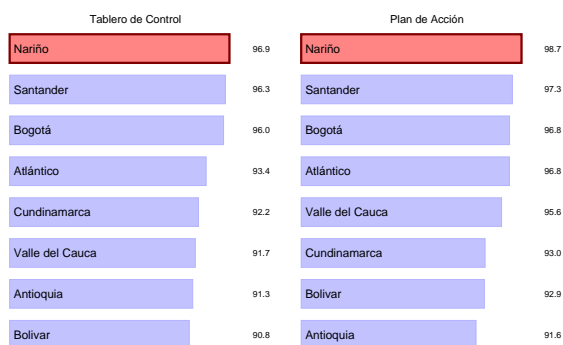 Tablero de Control
Nariño 96.9
Santander 96.3
Bogotá 96.0
Atlántico 93.4
Cundinamarca 92.2
Valle del Cauca 91.7
Antioquia 91.3
Bolivar 90.8
Plan de Acción
Nariño 98.7
Santander 97.3
Bogotá 96.8
Atlántico 96.8
Valle del Cauca 95.6
Cundinamarca 93.0
Bolivar 92.9
Antioquia 91.6